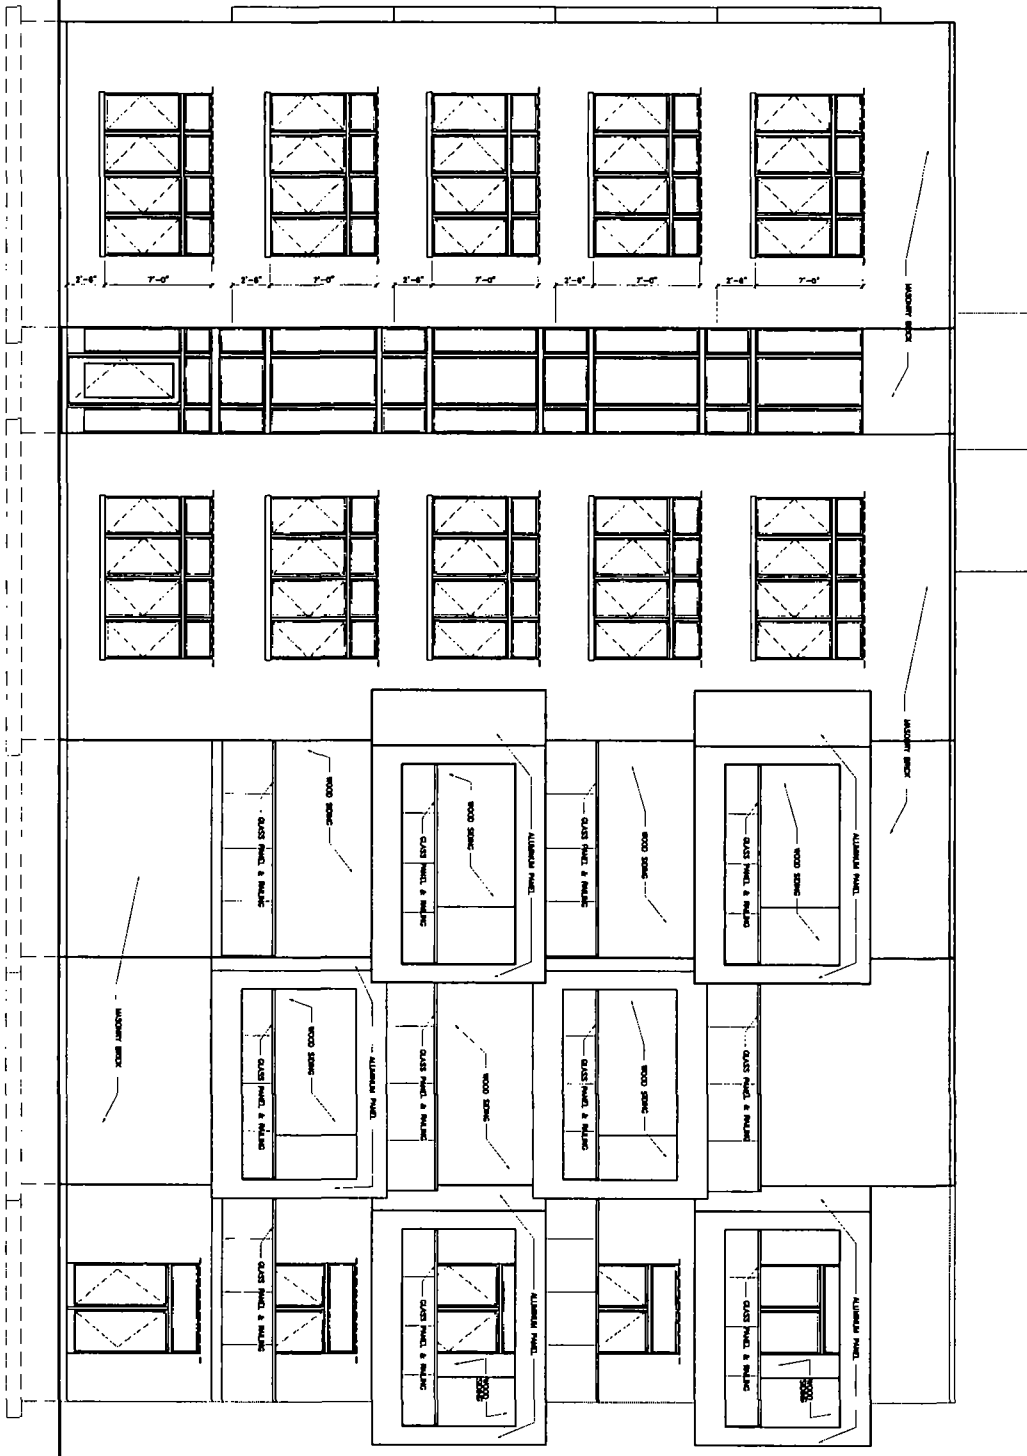 2'-6" 7'-0" 2'-6" 7'-0" 2'-6" 7'-0" 2'-6" 7'-0" 2'-6" 7'-0"
MASONRY BRICK
MASONRY BRICK
GLASS PANEL & RAILING
WOOD SIDING
GLASS PANEL & RAILING
WOOD SIDING
ALUMINUM PANEL
GLASS PANEL & RAILING
WOOD SIDING
GLASS PANEL & RAILING
WOOD SIDING
ALUMINUM PANEL
MASONRY BRICK
GLASS PANEL & RAILING
WOOD SIDING
ALUMINUM PANEL
GLASS PANEL & RAILING
WOOD SIDING
GLASS PANEL & RAILING
WOOD SIDING
GLASS PANEL & RAILING
GLASS PANEL & RAILING
GLASS PANEL & RAILING
WOOD
SIDING
ALUMINUM PANEL
GLASS PANEL & RAILING
WOOD
SIDING
ALUMINUM PANEL